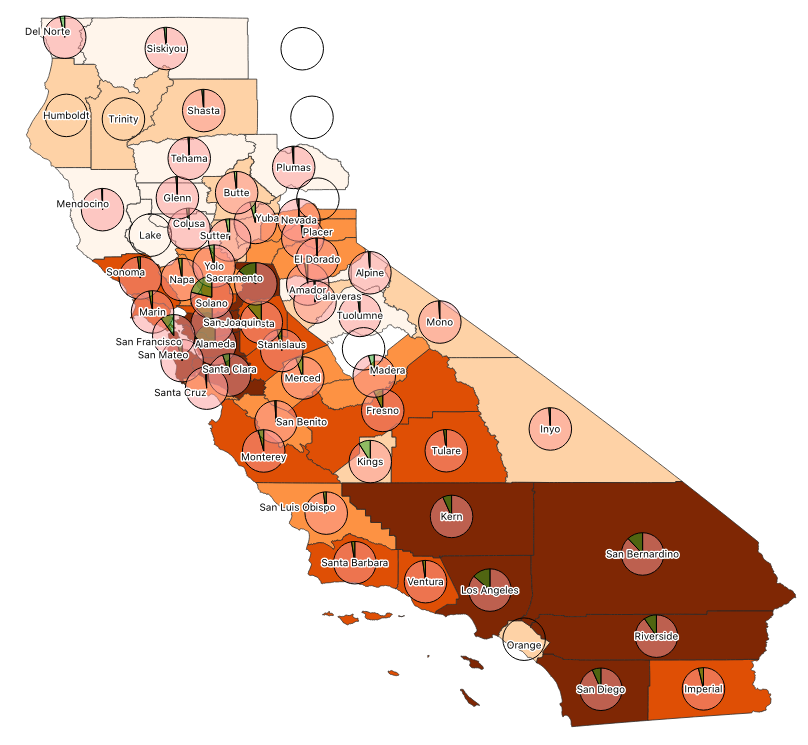 Del Norte
Siskiyou
Humboldt
Trinity
Shasta
Tehama
Plumas
Mendocino
Glenn
Butte
Colusa
Yuba
Nevada
Lake
Sutter
Placer
El Dorado
Sonoma
Napa
Yolo
Sacramento
Alpine
Amador
Calaveras
Solano
Marin
Tuolumne
Mono
San Joaquin
sta
San Francisco
Alameda
Stanislaus
San Mateo
Santa Clara
Merced
Madera
Santa Cruz
Fresno
San Benito
Inyo
Monterey
Kings
Tulare
San Luis Obispo
Kern
San Bernardino
Santa Barbara
Ventura
Los Angeles
Orange
Riverside
San Diego
Imperial